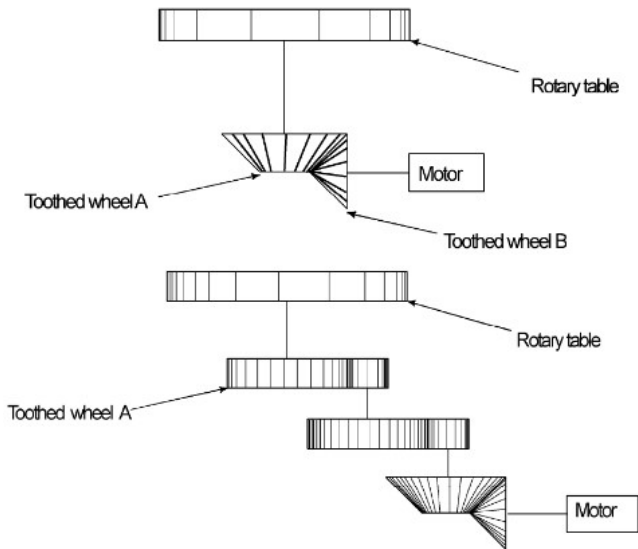 Rotary table
Motor
Toothed wheel A
Toothed wheel B
Rotary table
Toothed wheel A
Motor